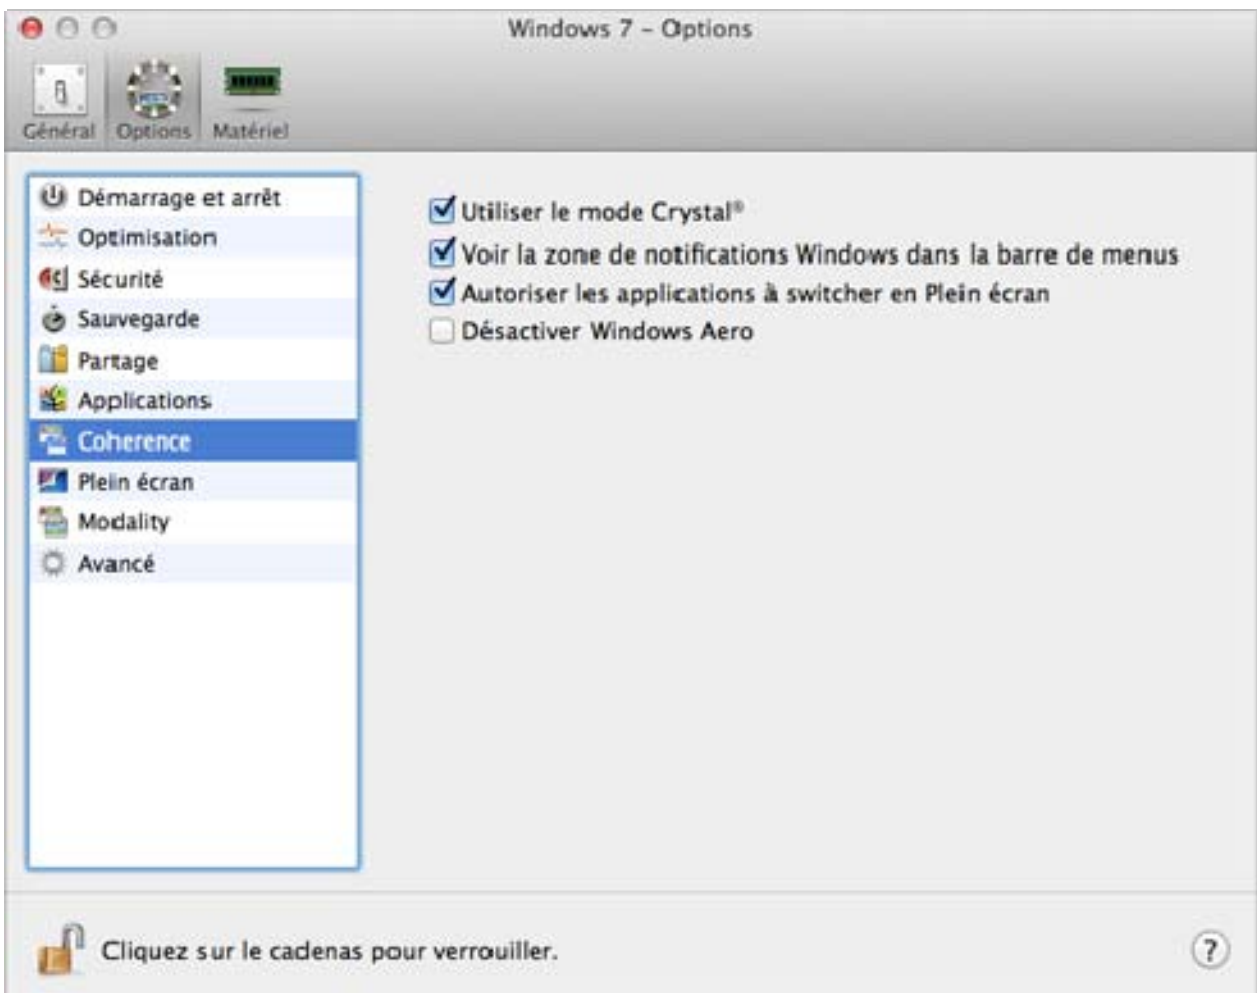 Windows 7 – Options
Général Options Matériel
Démarrage et arrêt
Optimisation
Sécurité
Sauvegarde
Partage
Applications
Coherence
Plein écran
Modality
Avancé
Utiliser le mode Crystal®
Voir la zone de notifications Windows dans la barre de menus
Autoriser les applications à switcher en Plein écran
Désactiver Windows Aero
Cliquez sur le cadenas pour verrouiller.
?